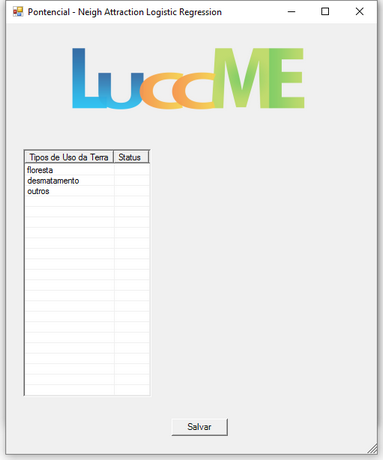 Pontencial - Neigh Attraction Logistic Regression
LuccME
Tipos de Uso da Terra Status
floresta
desmatamento
outros
Salvar